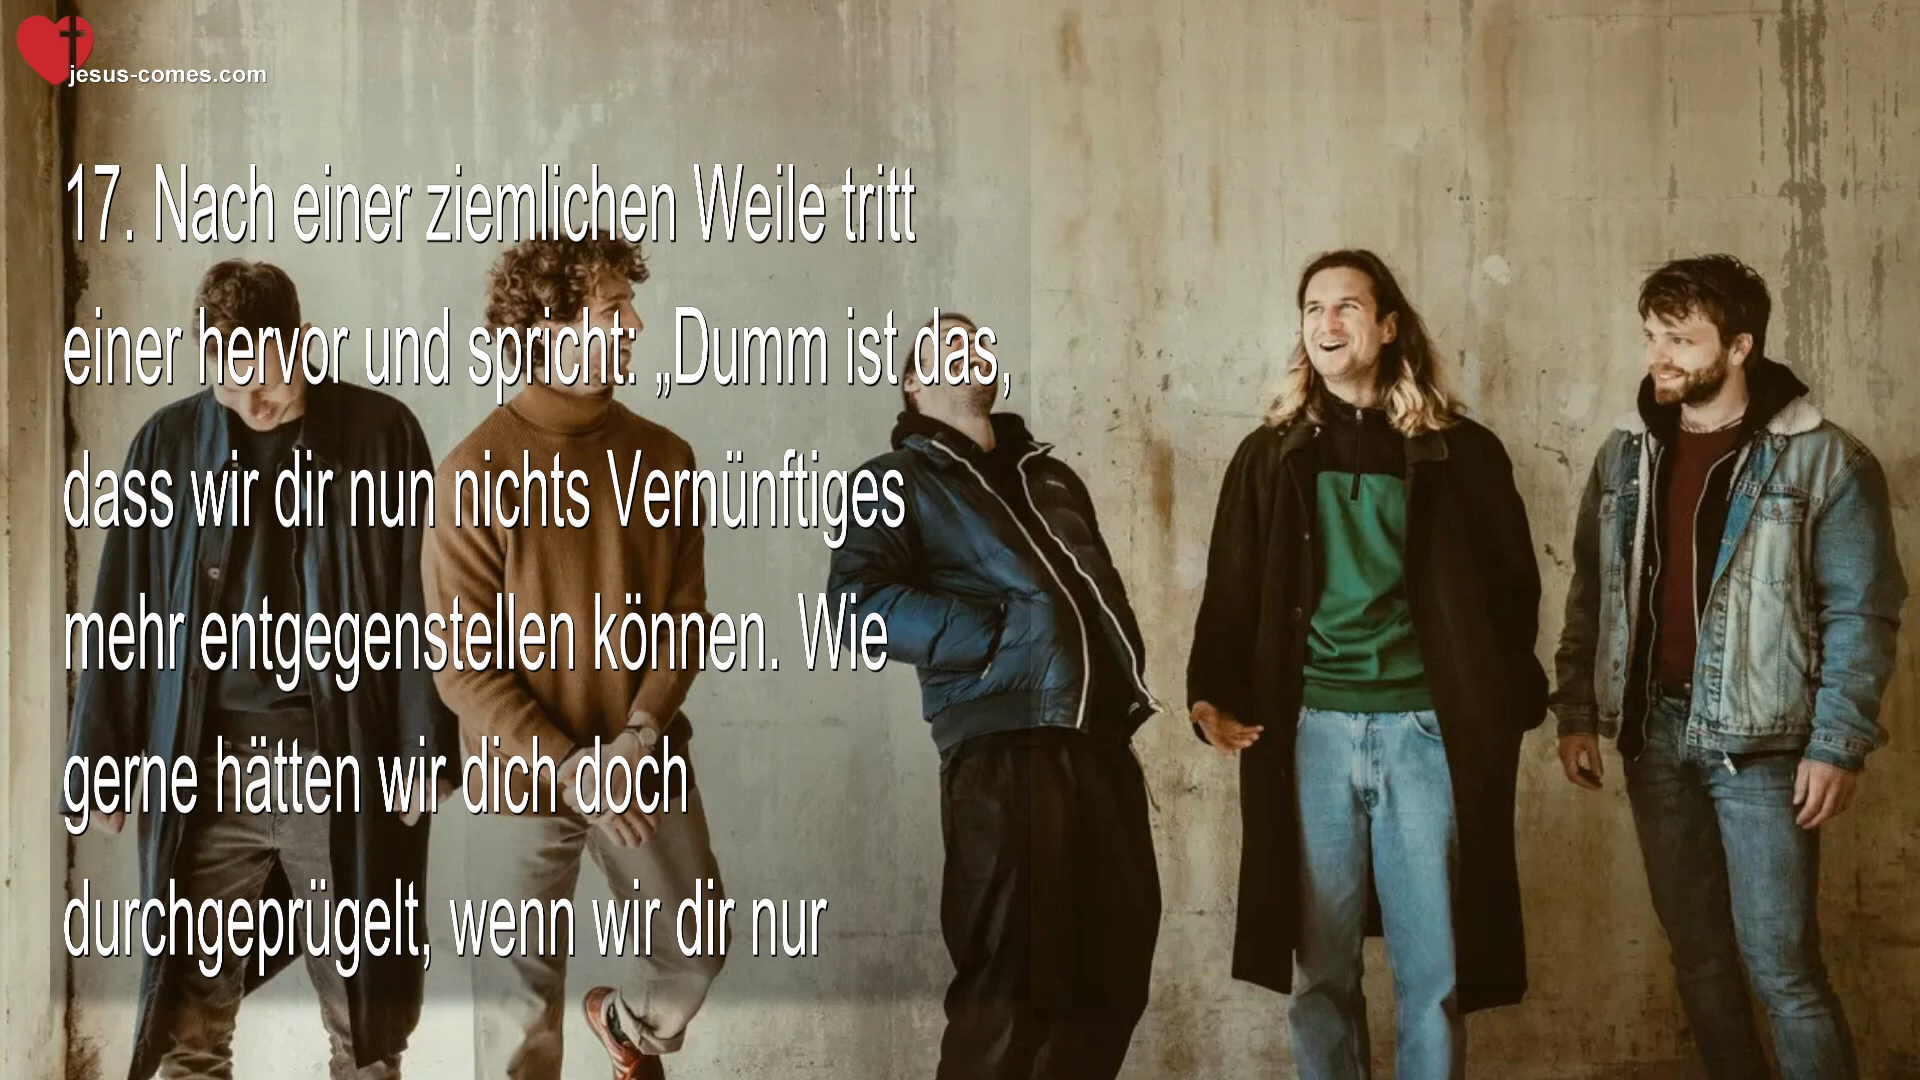 jesus-comes.com
17. Nach einer ziemlichen Weile tritt
einer hervor und spricht: „Dumm ist das,
dass wir dir nun nichts Vernünftiges
mehr entgegenstellen können. Wie
gerne hätten wir dich doch
durchgeprügelt, wenn wir dir nur